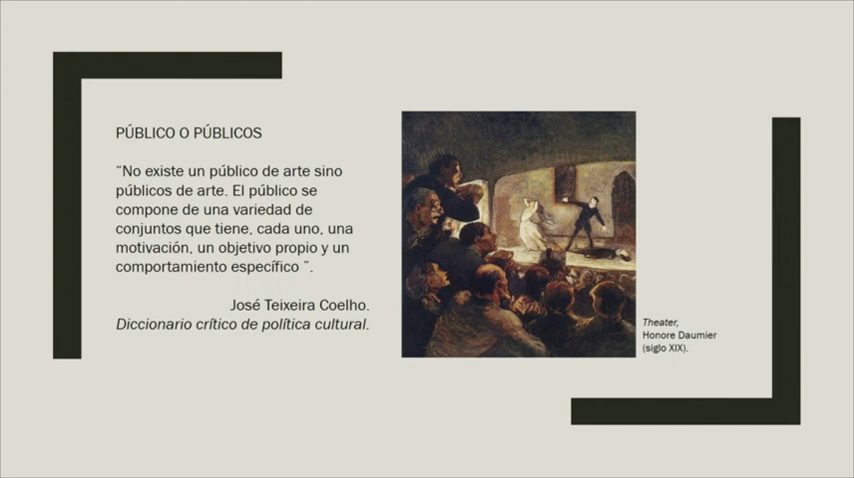 PÚBLICO O PÚBLICOS
“No existe un público de arte sino
públicos de arte. El público se
compone de una variedad de
conjuntos que tiene, cada uno, una
motivación, un objetivo propio y un
comportamiento específico ”.
José Teixeira Coelho.
Diccionario crítico de política cultural.
Theater,
Honore Daumier
(siglo XIX).